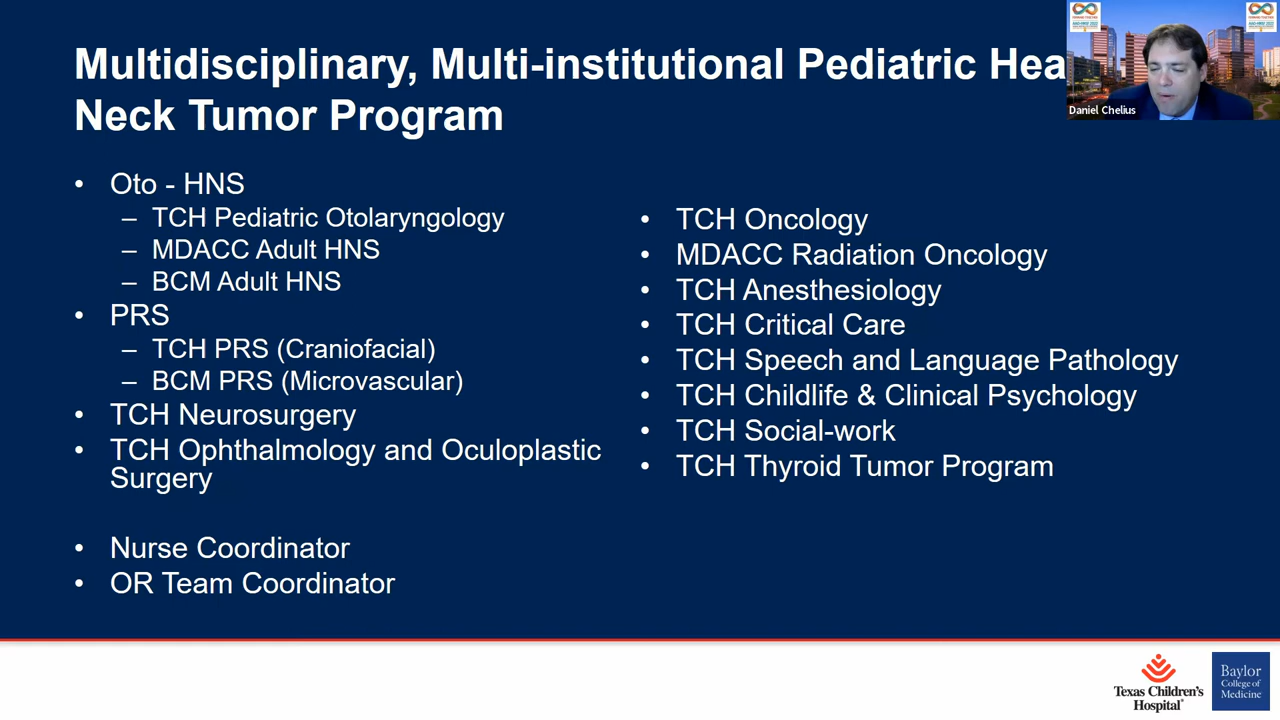 Multidisciplinary, Multi-institutional Pediatric Hea
Neck Tumor Program
Daniel Chelius
• Oto - HNS
– TCH Pediatric Otolaryngology
– MDACC Adult HNS
– BCM Adult HNS
• PRS
– TCH PRS (Craniofacial)
– BCM PRS (Microvascular)
• TCH Neurosurgery
• TCH Ophthalmology and Oculoplastic
Surgery
• Nurse Coordinator
• OR Team Coordinator
• TCH Oncology
• MDACC Radiation Oncology
• TCH Anesthesiology
• TCH Critical Care
• TCH Speech and Language Pathology
• TCH Childlife & Clinical Psychology
• TCH Social-work
• TCH Thyroid Tumor Program
Texas Children's
Hospital
Baylor
College of
Medicine